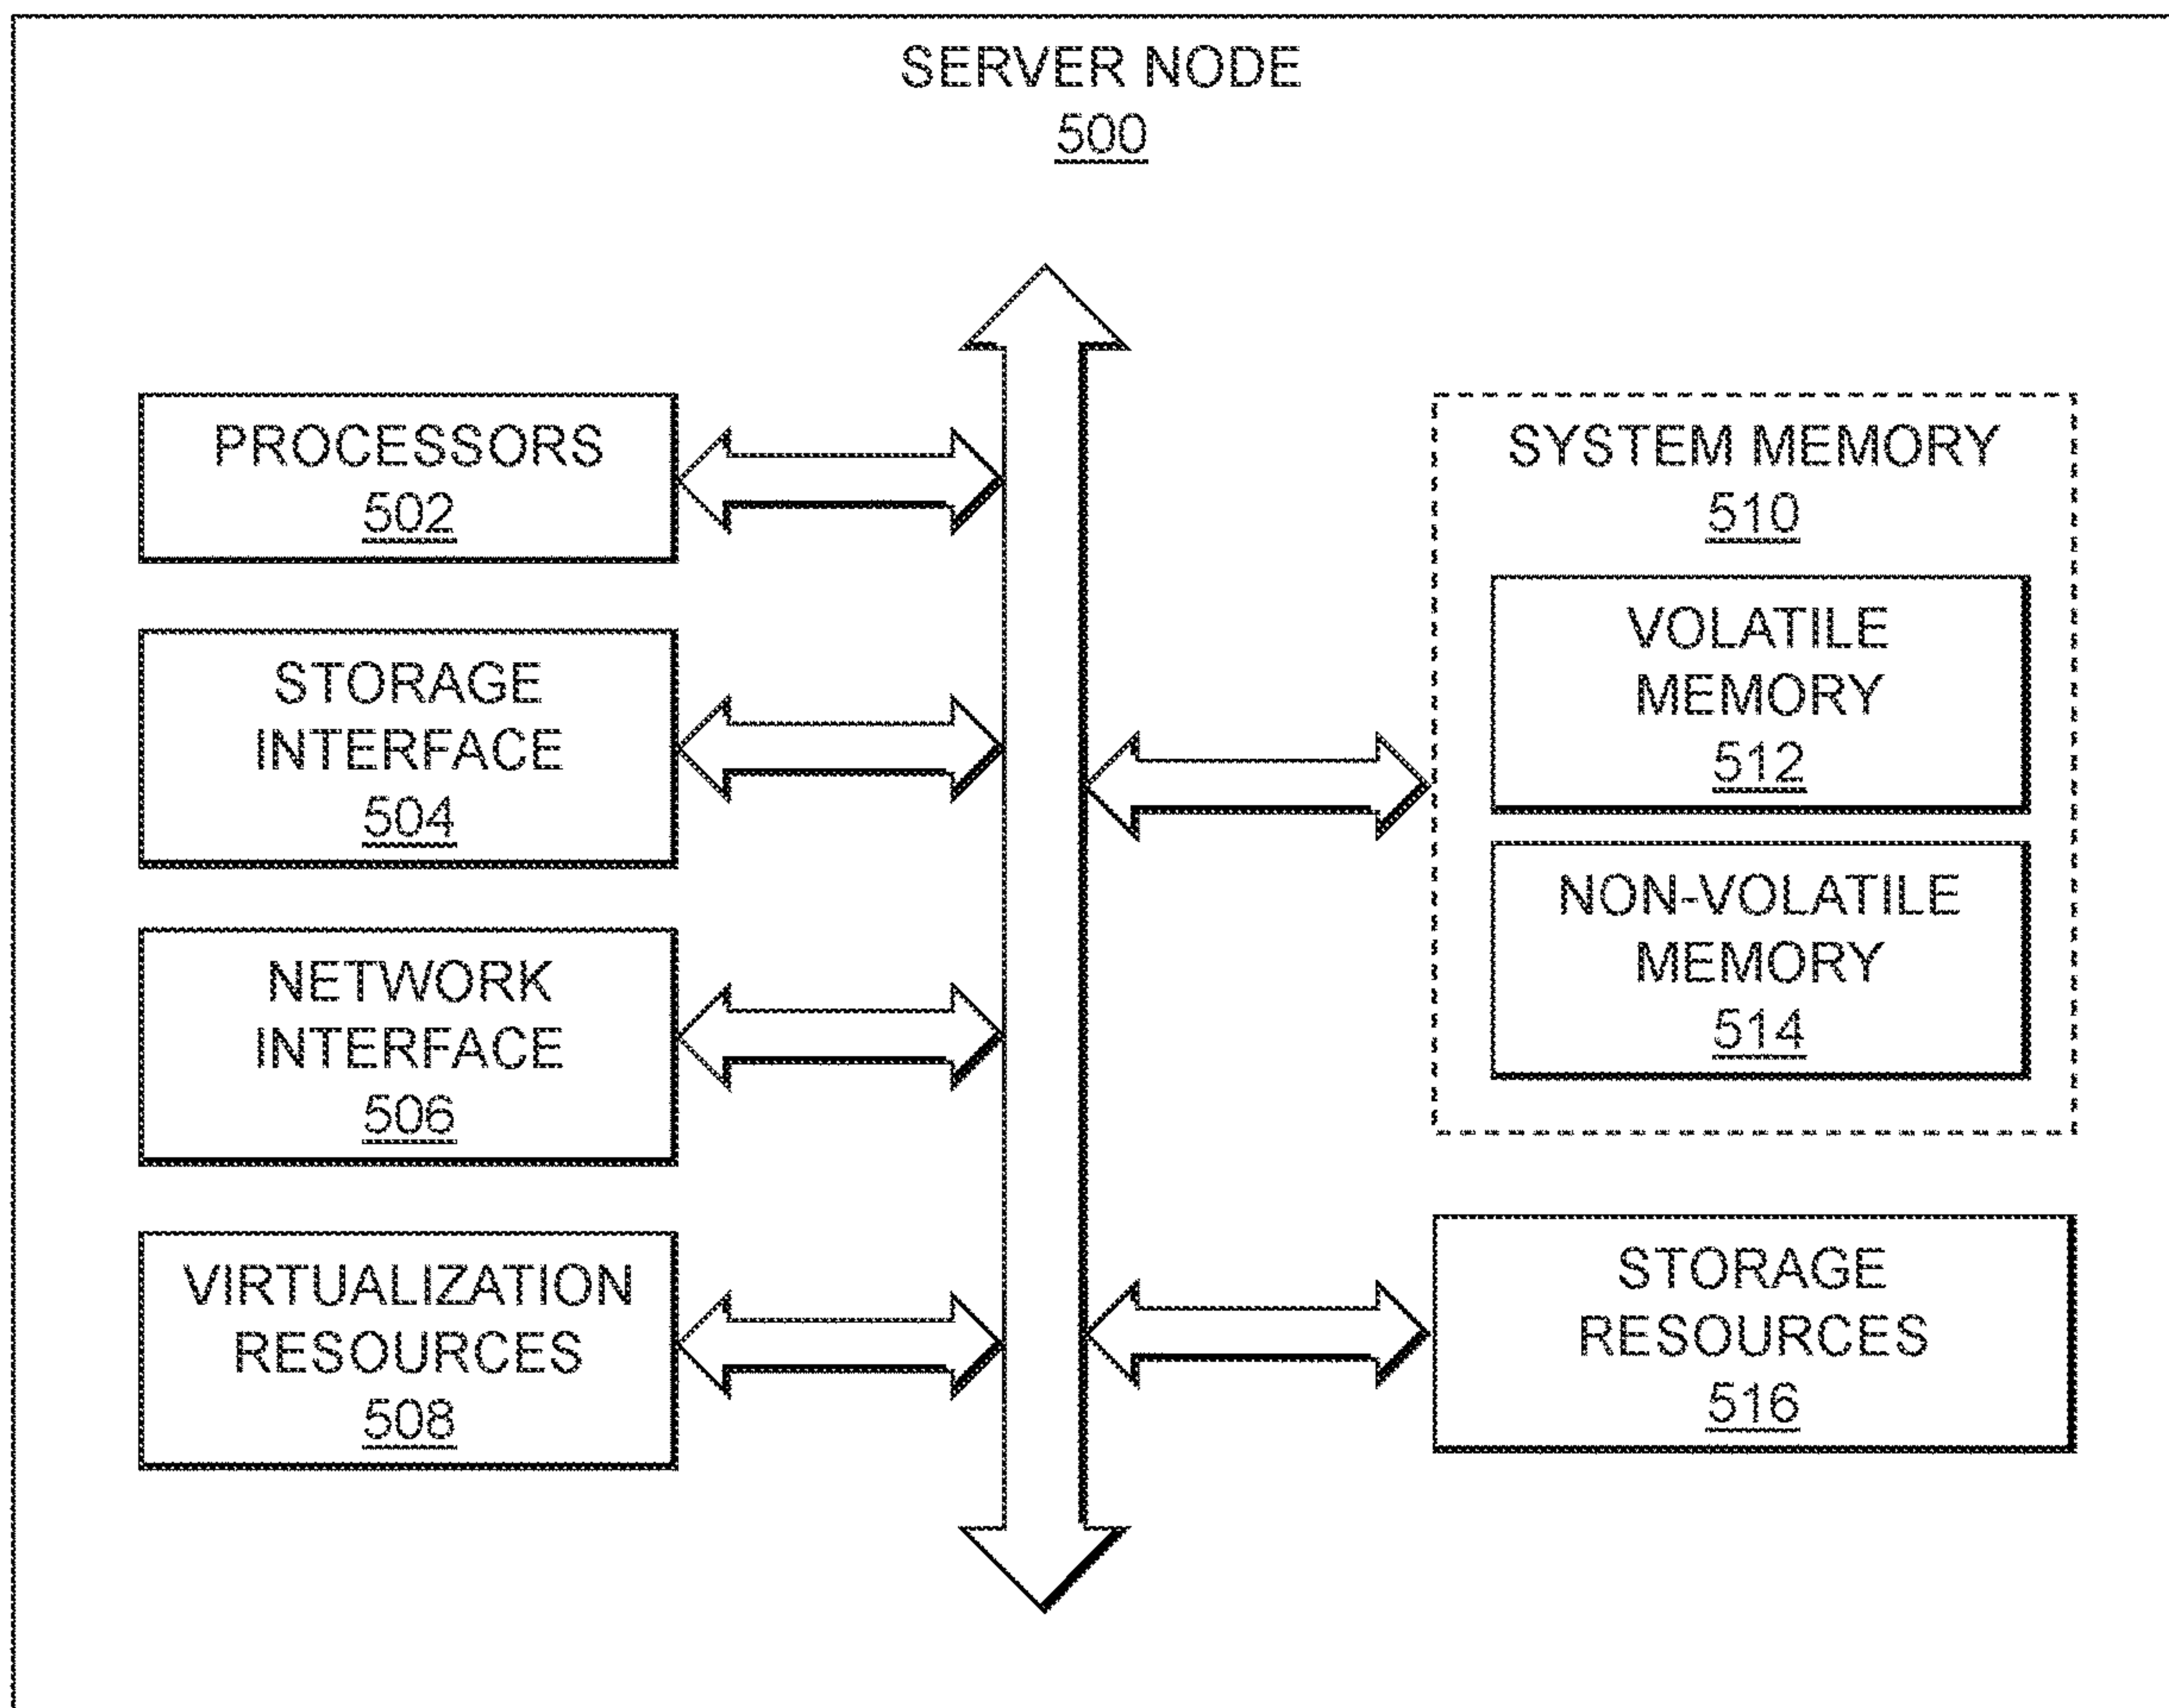 SERVER NODE
500
PROCESSORS
502
STORAGE
INTERFACE
504
NETWORK
INTERFACE
506
VIRTUALIZATION
RESOURCES
508
SYSTEM MEMORY
510
VOLATILE
MEMORY
512
NON-VOLATILE
MEMORY
514
STORAGE
RESOURCES
516